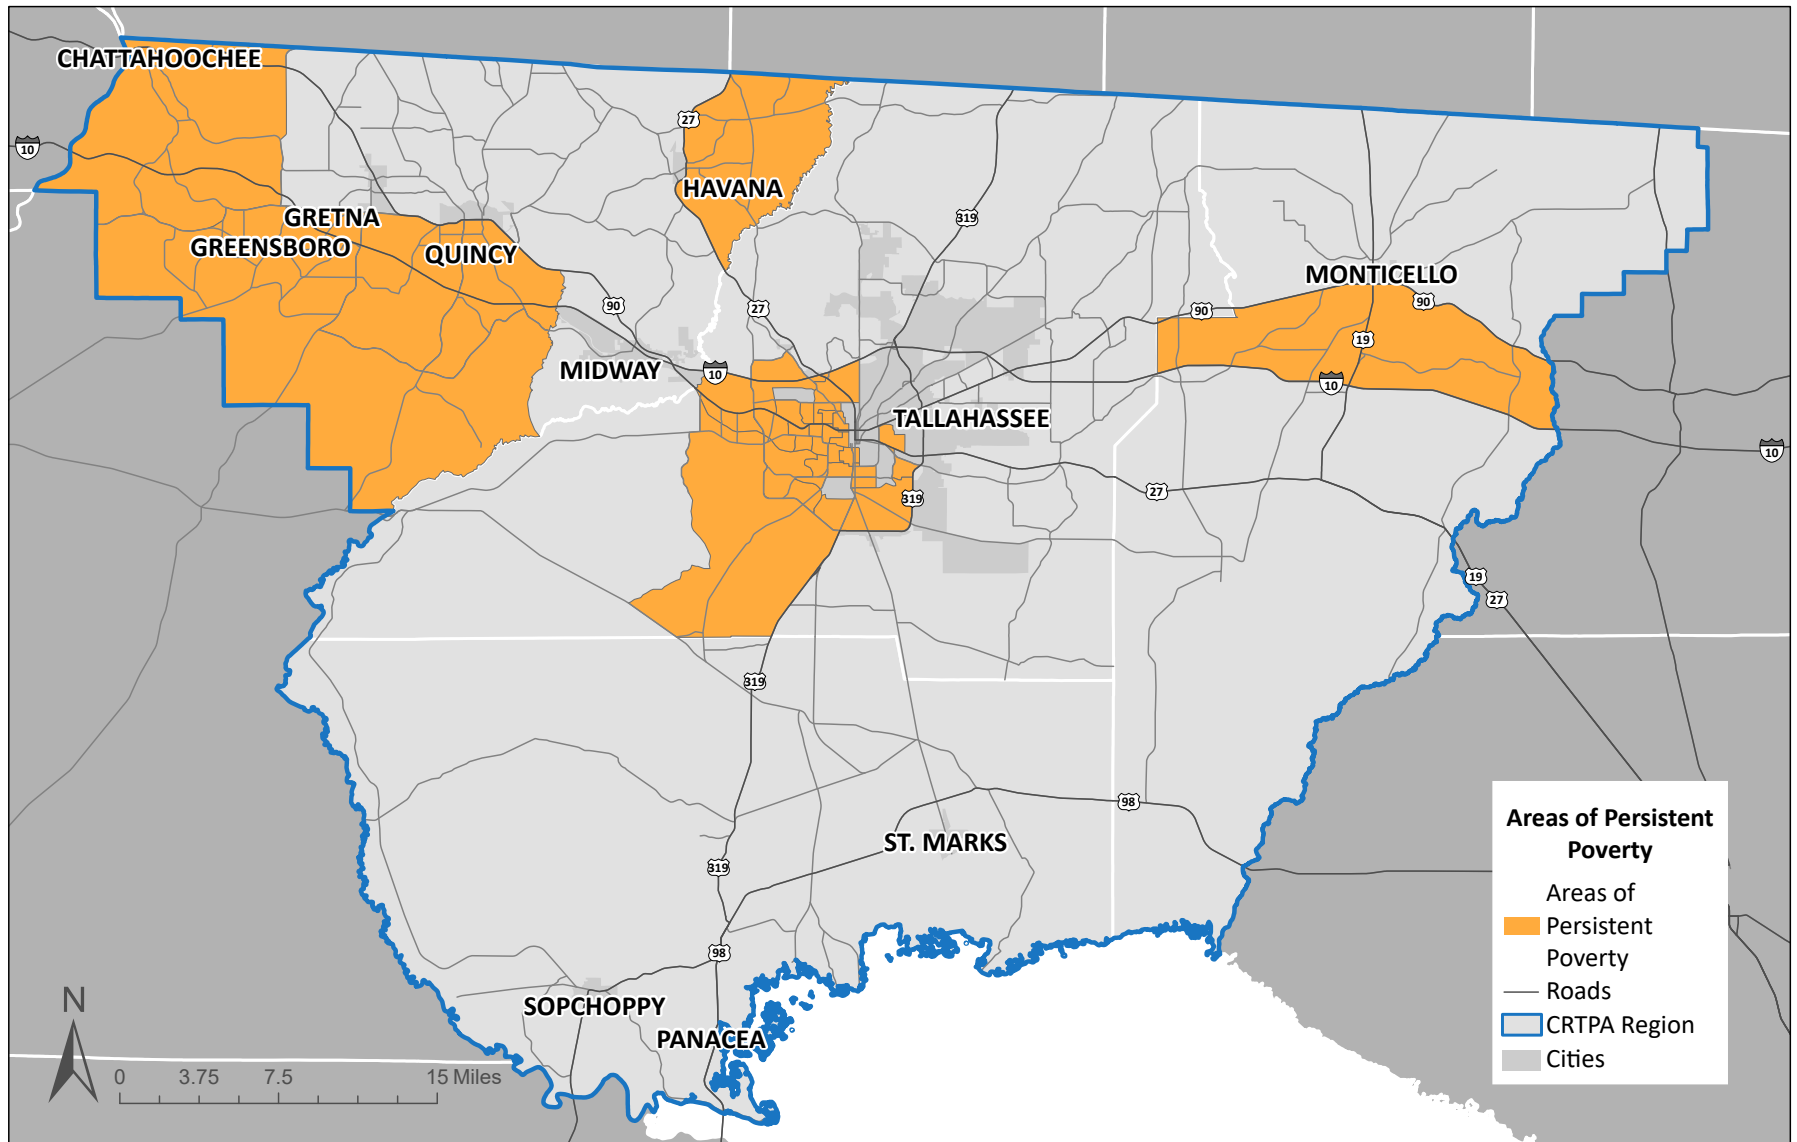 CHATTAHOOCHEE
27
10
HAVANA
GRETNA
319
GREENSBORO
QUINCY
MONTICELLO
90
90
27
90
19
MIDWAY
10
10
TALLAHASSEE
10
27
319
19
27
319
98
ST. MARKS
319
98
SOPCHOPPY
PANACEA
N
0 3.75 7.5 15 Miles
Areas of Persistent
Poverty
Areas of
Persistent
Poverty
Roads
CRTPA Region
Cities